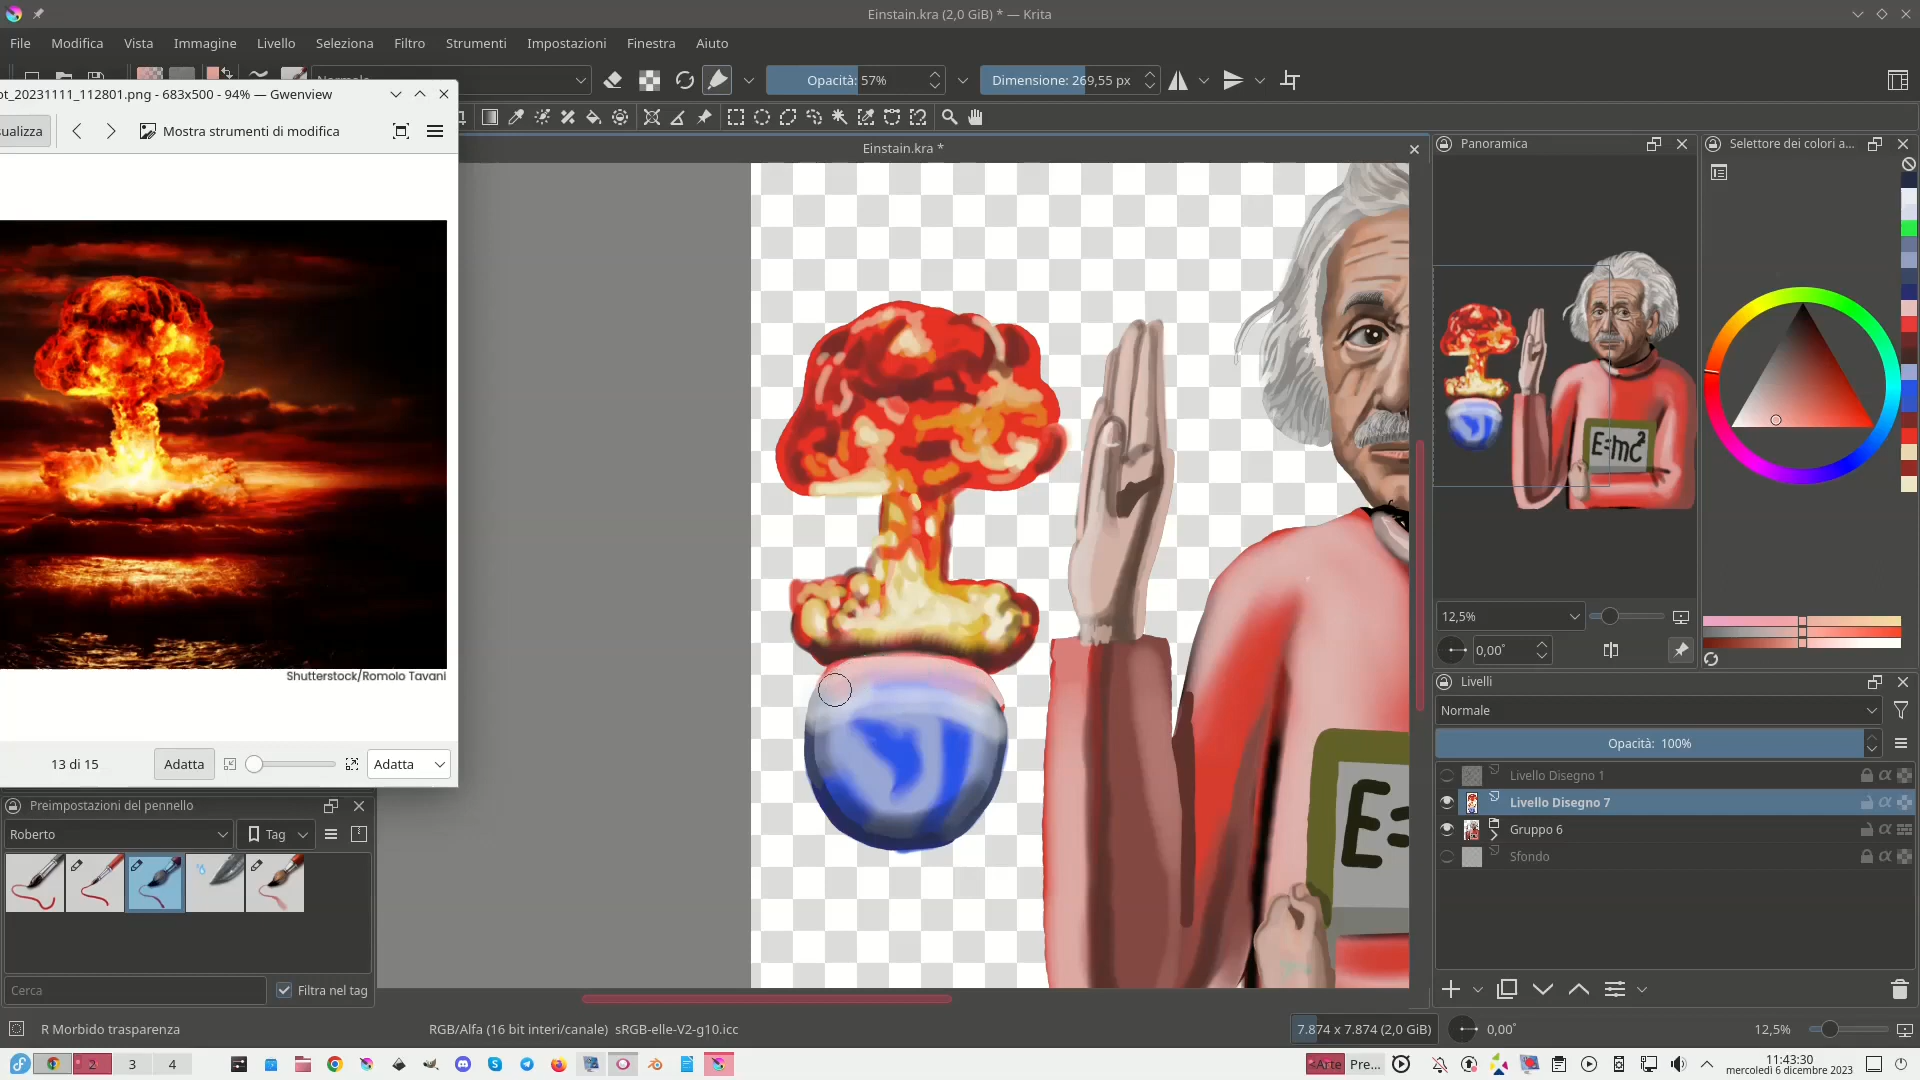 Einstain.kra (2,0 GiB) * — Krita
File Modifica Vista Immagine Livello Seleziona Filtro Strumenti Impostazioni Finestra Aiuto
Opacità: 57%
Dimensione: 269,55 px
ot_20231111_112801.png - 683x500 - 94% — Gwenview
sualizza
Mostra strumenti di modifica
Einstain.kra *
Panoramica
Selettore dei colori a...
E=mc²
E=
Shutterstock/Romolo Tavani
12,5%
0,00°
13 di 15
Adatta
Adatta
Livelli
Normale
Opacità: 100%
Livello Disegno 1
Livello Disegno 7
Gruppo 6
Sfondo
Preimpostazioni del pennello
Roberto
Tag
Cerca
Filtra nel tag
R Morbido trasparenza
RGB/Alfa (16 bit interi/canale) sRGB-elle-V2-g10.icc
7.874 x 7.874 (2,0 GiB)
0,00°
12,5%
2 3 4
Arte Pre...
11:43:30
mercoledì 6 dicembre 2023